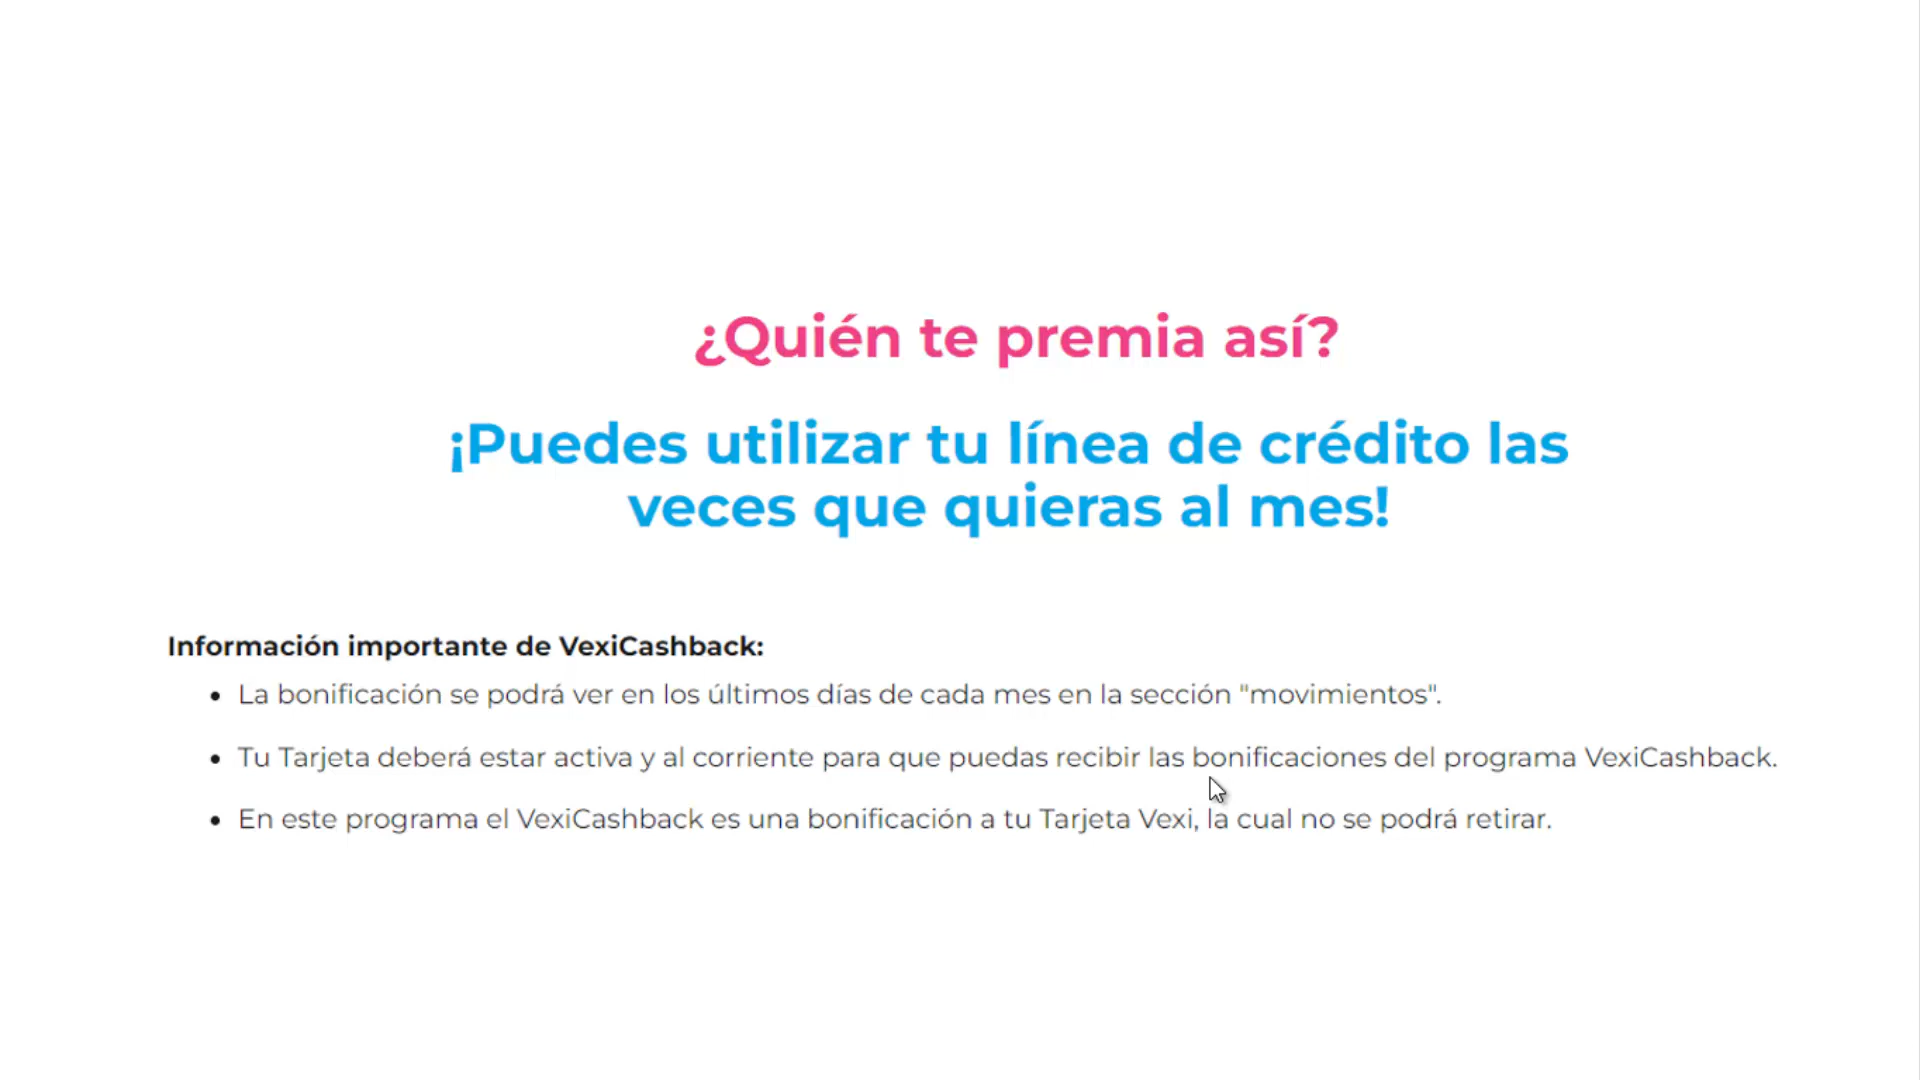 ¿Quién te premia así?
¡Puedes utilizar tu línea de crédito las
veces que quieras al mes!
Información importante de VexiCashback:
• La bonificación se podrá ver en los últimos días de cada mes en la sección "movimientos".
• Tu Tarjeta deberá estar activa y al corriente para que puedas recibir las bonificaciones del programa VexiCashback.
• En este programa el VexiCashback es una bonificación a tu Tarjeta Vexi, la cual no se podrá retirar.